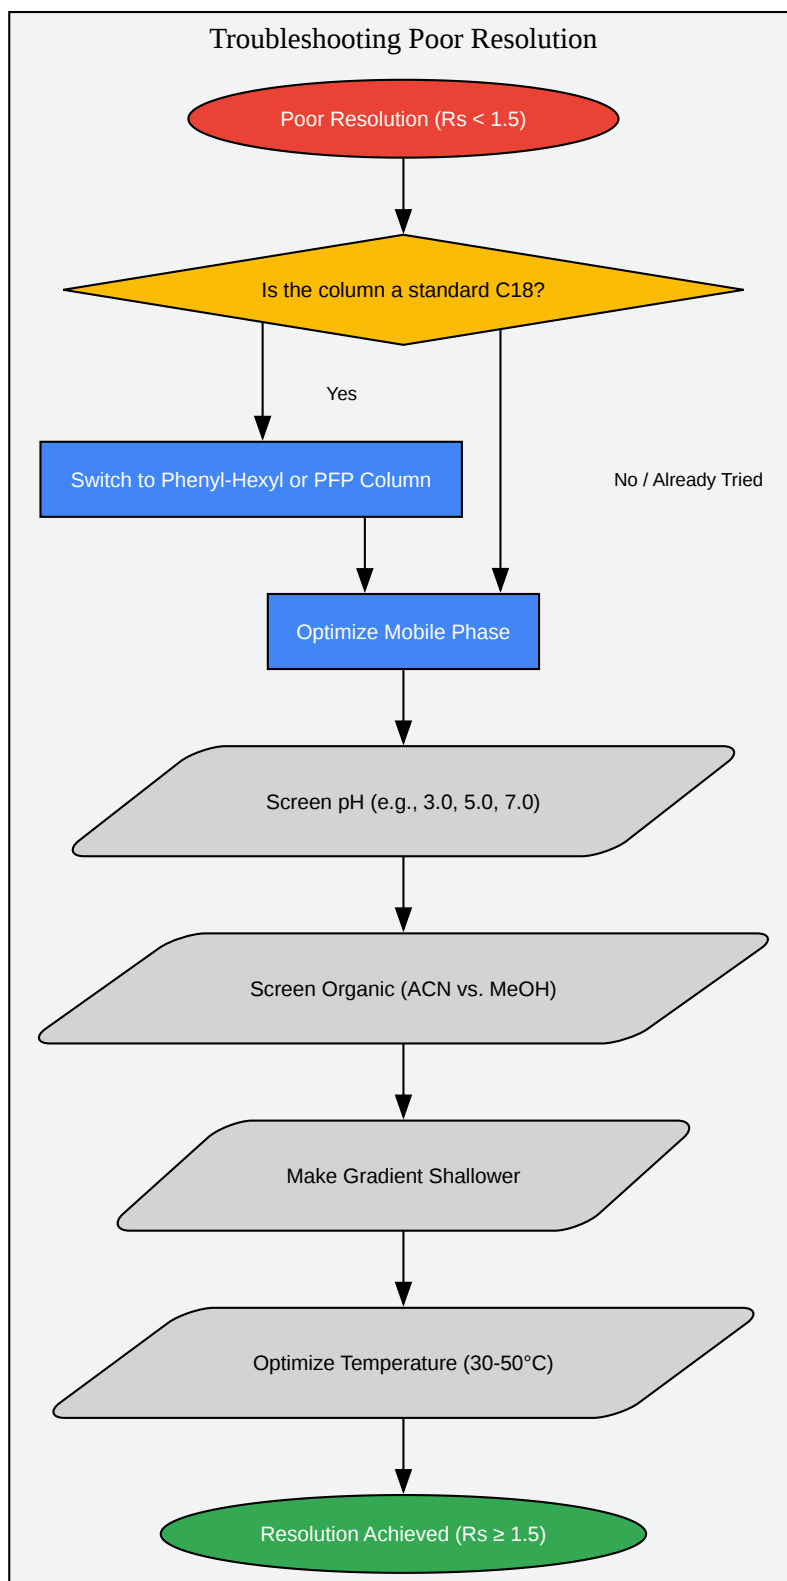 Troubleshooting Poor Resolution
Poor Resolution (Rs < 1.5)
Is the column a standard C18?
Yes
Switch to Phenyl-Hexyl or PFP Column
No / Already Tried
Optimize Mobile Phase
Screen pH (e.g., 3.0, 5.0, 7.0)
Screen Organic (ACN vs. MeOH)
Make Gradient Shallower
Optimize Temperature (30-50°C)
Resolution Achieved (Rs ≥ 1.5)